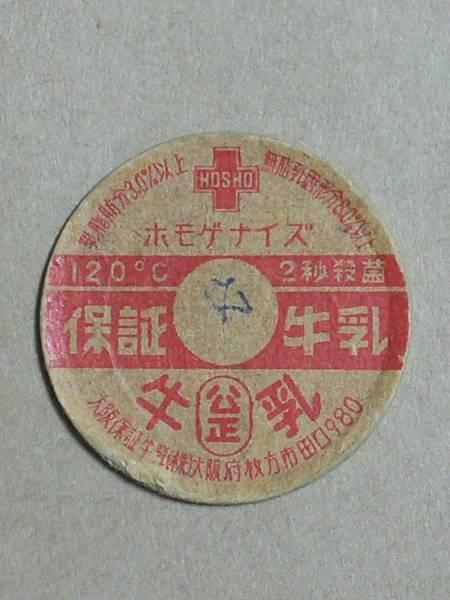 乳脂肪分3.0%以上
無脂乳固形分8.0%以上
HOSHO
ホモゲナイズ
120°C
2秒殺菌
保証
牛乳
公正
大阪保証牛乳(株)大阪府枚方市田口980